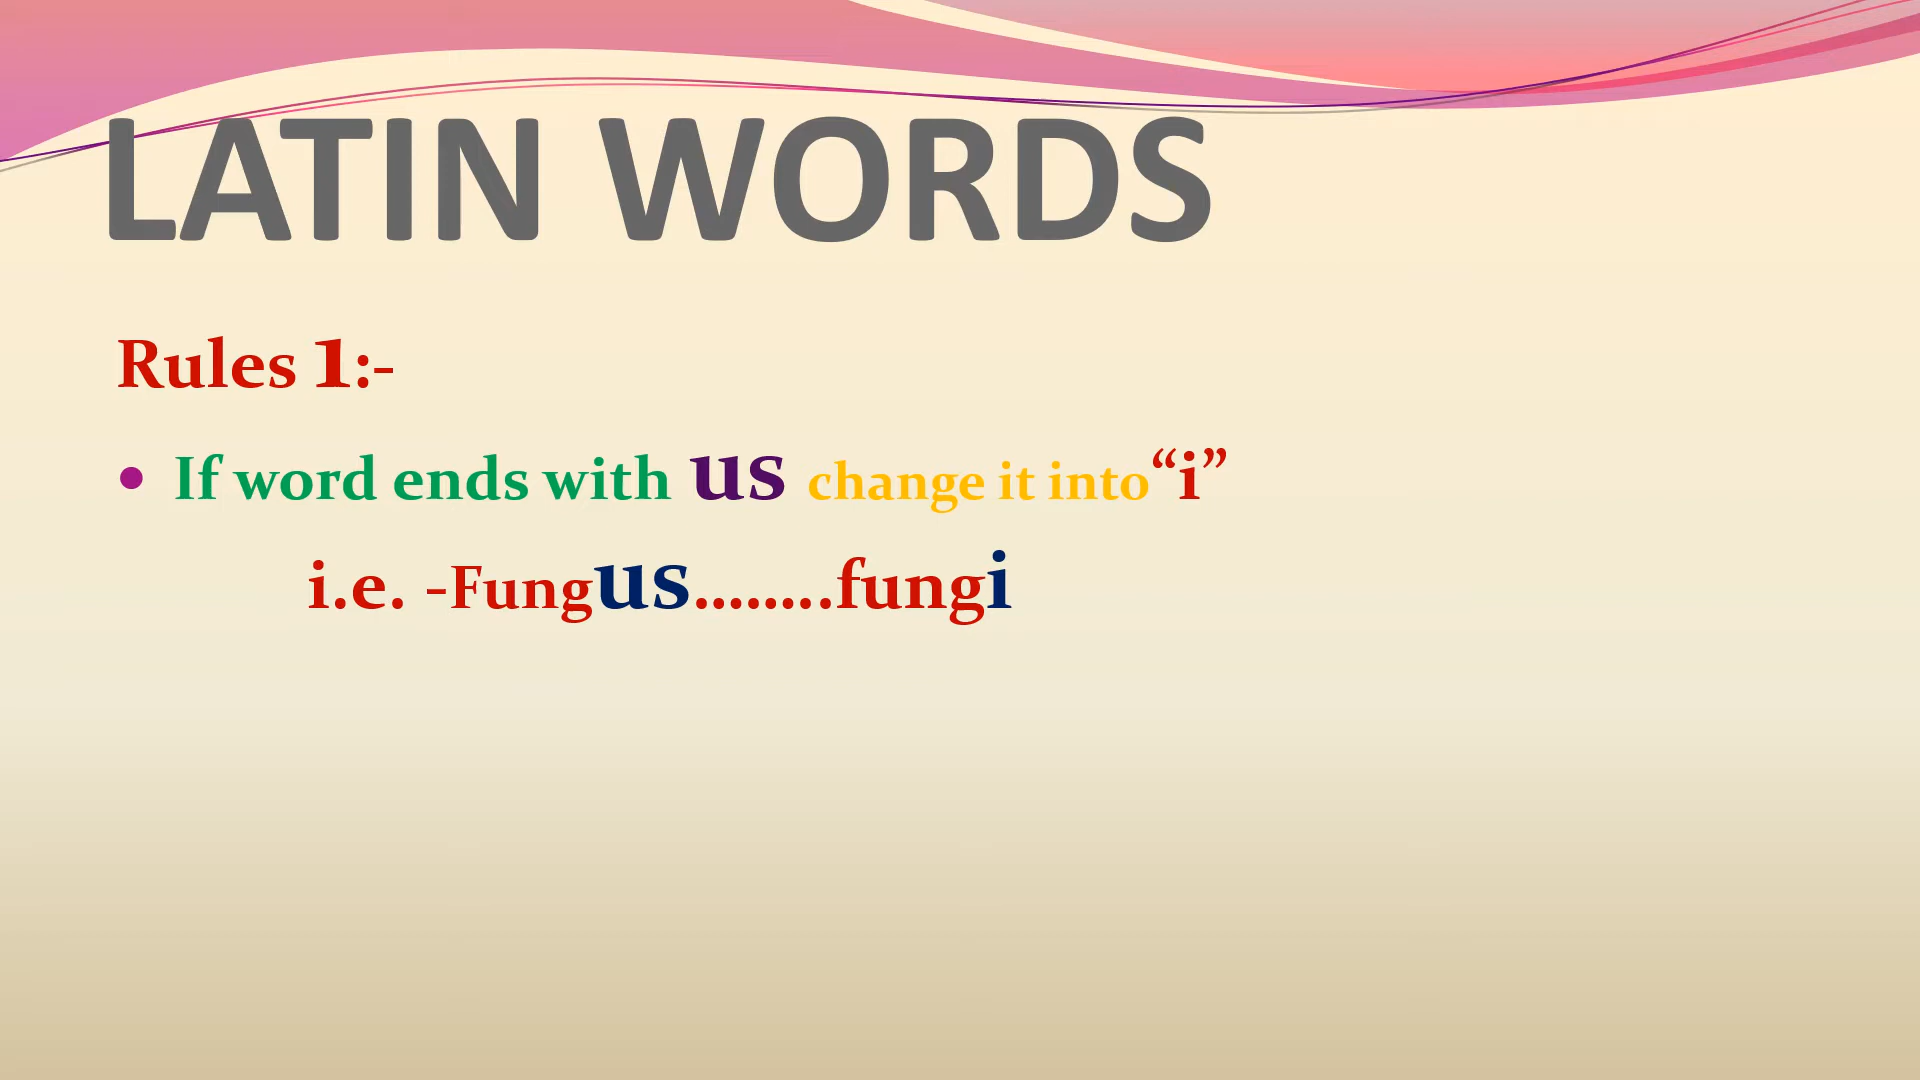 LATIN WORDS
Rules 1:-
• If word ends with us change it into“i”
i.e. -Fungus........fungi